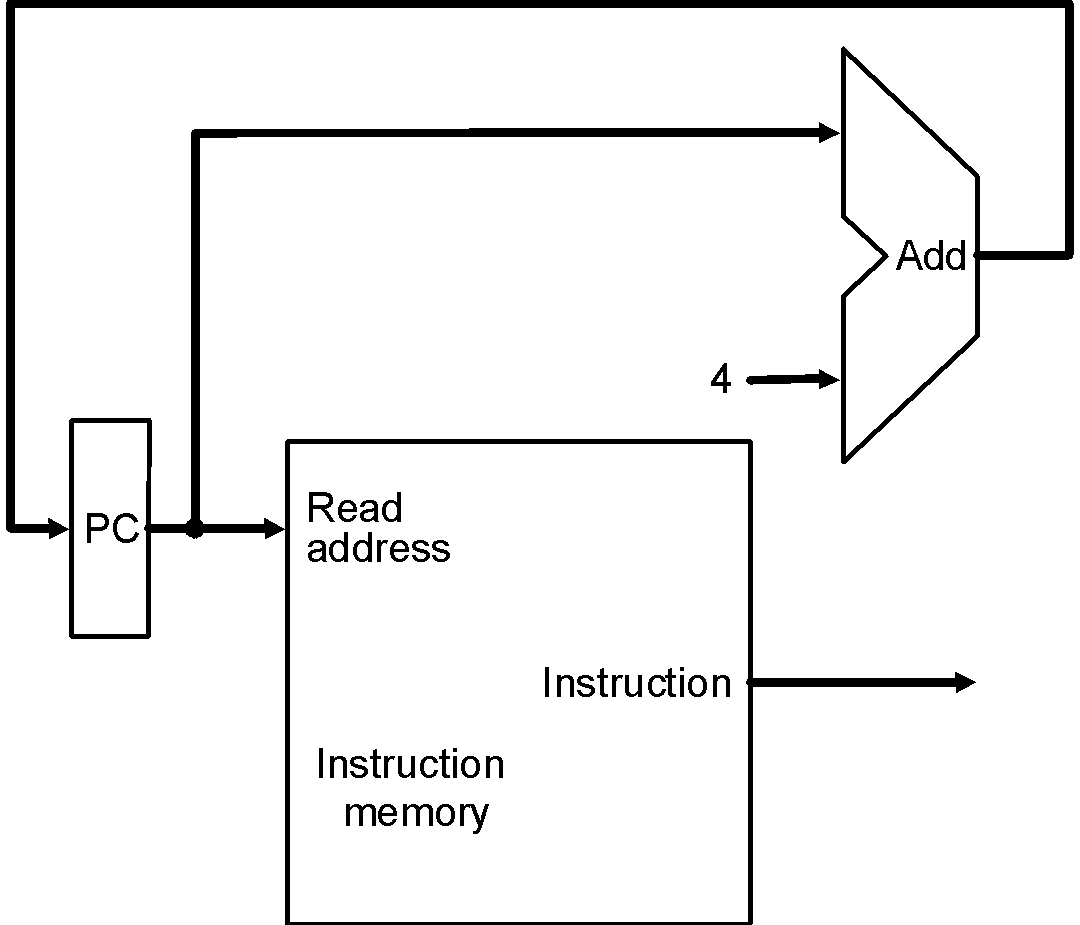 Add
4
PC
Read
address
Instruction
Instruction
memory